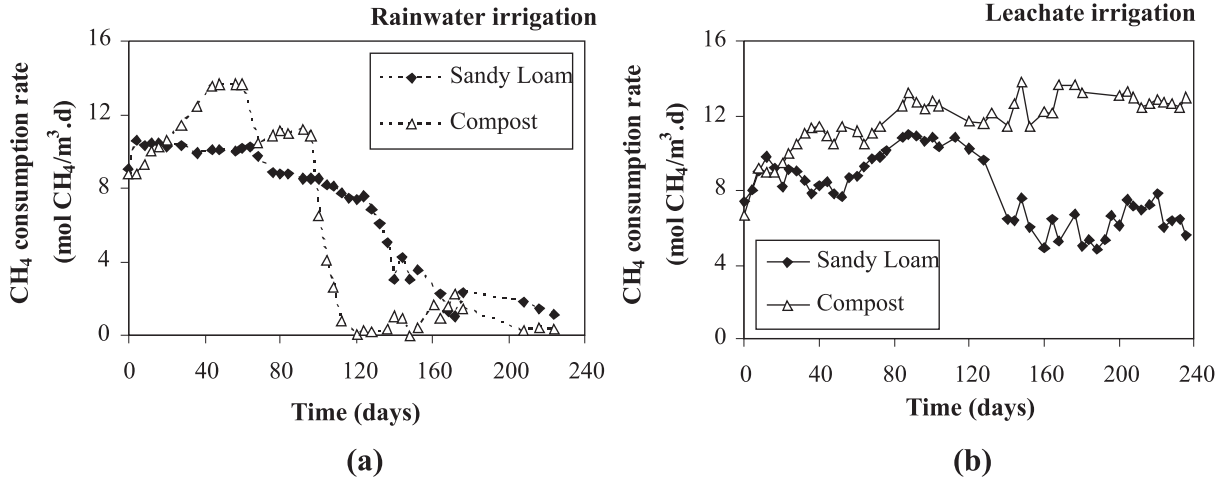 Rainwater irrigation
16
12
8
4
0
CH₄ consumption rate
(mol CH₄/m³.d)
Sandy Loam
Compost
0 40 80 120 160 200 240
Time (days)
(a)
Leachate irrigation
16
12
8
4
0
CH₄ consumption rate
(mol CH₄/m³.d)
Sandy Loam
Compost
0 40 80 120 160 200 240
Time (days)
(b)